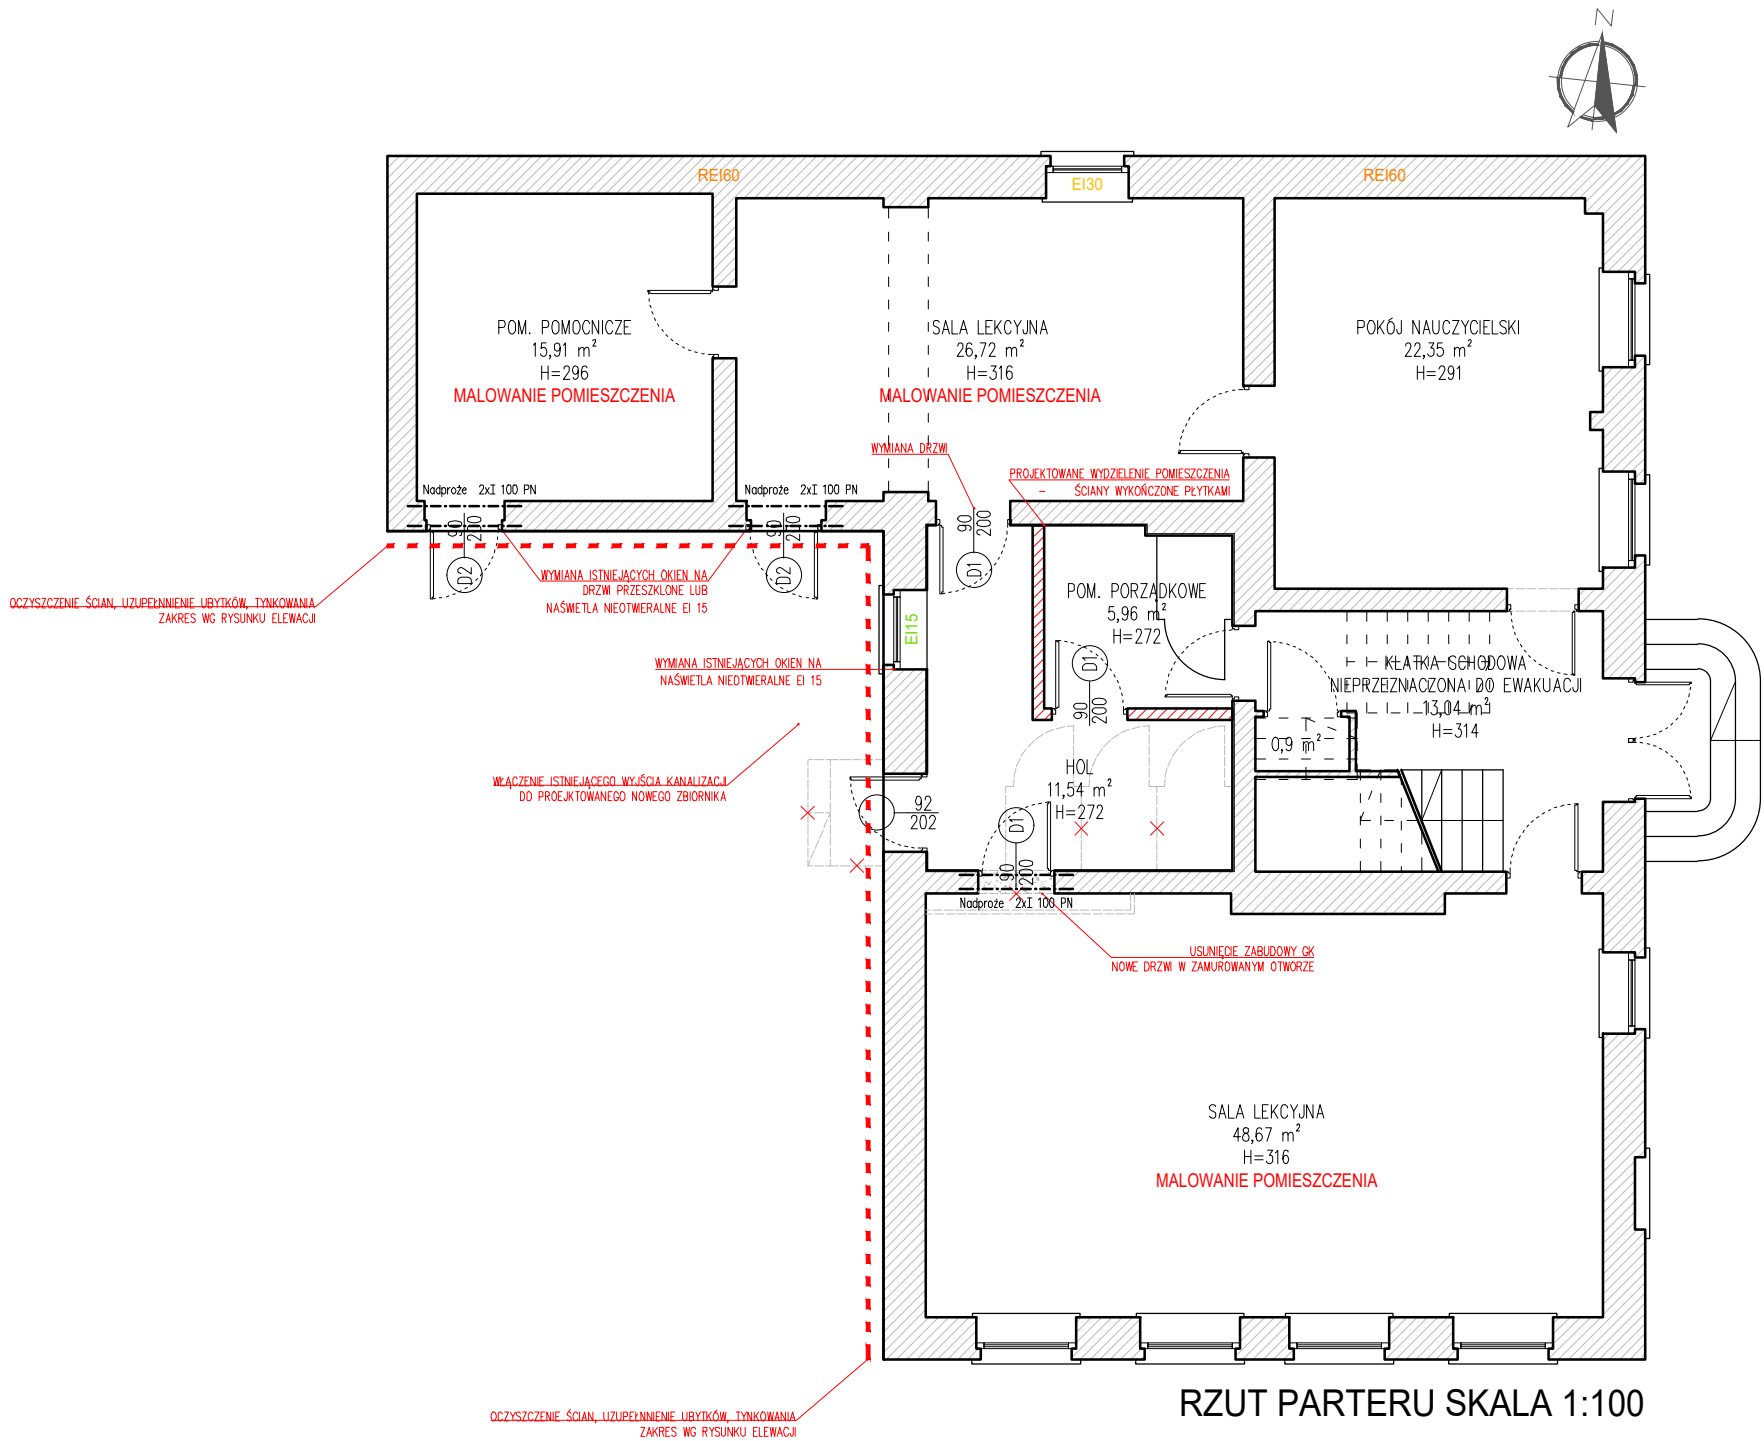 N
REI60
EI30
REI60
POM. POMOCNICZE
15,91 m²
H=296
MALOWANIE POMIESZCZENIA
SALA LEKCYJNA
26,72 m²
H=316
MALOWANIE POMIESZCZENIA
POKÓJ NAUCZYCIELSKI
22,35 m²
H=291
WYMIANA DRZWI
PROJEKTOWANE WYDZIELENIE POMIESZCZENIA
- ŚCIANY WYKOŃCZONE PŁYTKAMI
Nadproże 2xI 100 PN
Nadproże 2xI 100 PN
90
200
D2
90
200
D2
90
200
D1
WYMIANA ISTNIEJĄCYCH OKIEN NA
DRZWI PRZESZKLONE LUB
NAŚWIETLA NIEOTWIERALNE EI 15
OCZYSZCZENIE ŚCIAN, UZUPEŁNNIENIE UBYTKÓW, TYNKOWANIA
ZAKRES WG RYSUNKU ELEWACJI
EI15
POM. PORZĄDKOWE
5,96 m²
H=272
D1
90
200
WYMIANA ISTNIEJĄCYCH OKIEN NA
NAŚWIETLA NIEOTWIERALNE EI 15
KLATKA SCHODOWA
NIEPRZEZNACZONA DO EWAKUACJI
13,04 m²
H=314
0,9 m²
WŁĄCZENIE ISTNIEJĄCEGO WYJŚCIA KANALIZACJI
DO PROEJKTOWANEGO NOWEGO ZBIORNIKA
HOL
11,54 m²
H=272
92
202
D1
90
200
Nadproże 2xI 100 PN
USUNIĘCIE ZABUDOWY GK
NOWE DRZWI W ZAMUROWANYM OTWORZE
SALA LEKCYJNA
48,67 m²
H=316
MALOWANIE POMIESZCZENIA
RZUT PARTERU SKALA 1:100
OCZYSZCZENIE ŚCIAN, UZUPEŁNNIENIE UBYTKÓW, TYNKOWANIA
ZAKRES WG RYSUNKU ELEWACJI